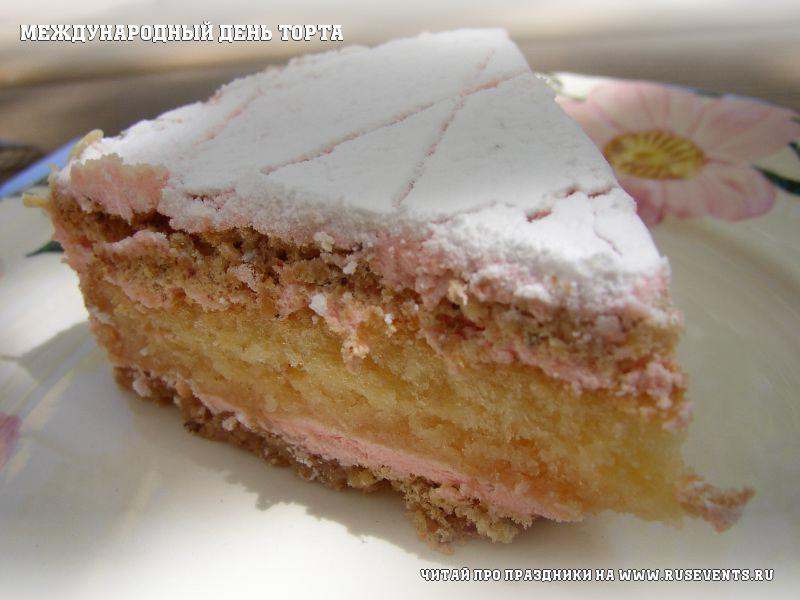 МЕЖДУНАРОДНЫЙ ДЕНЬ ТОРТА
ЧИТАЙ ПРО ПРАЗДНИКИ НА WWW.RUSEVENTS.RU